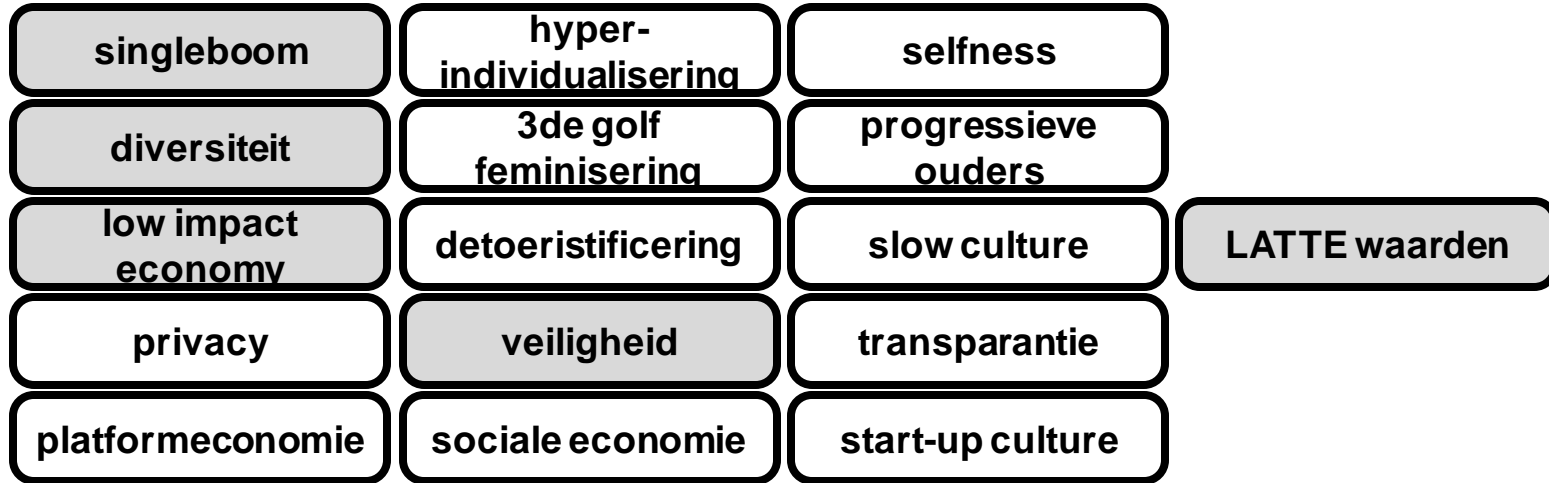 singleboom
hyper-
individualisering
selfness
diversiteit
3de golf
feminisering
progressieve
ouders
low impact
economy
detoeristificering
slow culture
LATTE waarden
privacy
veiligheid
transparantie
platformeconomie
sociale economie
start-up culture